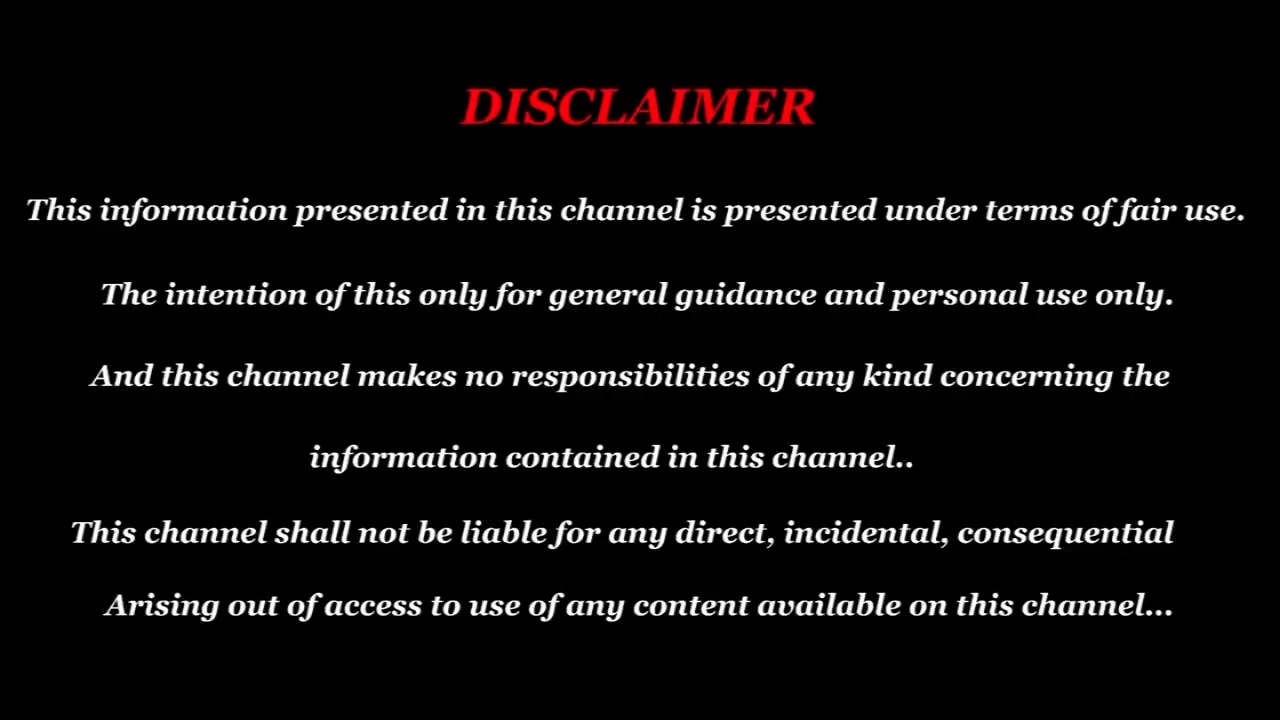 DISCLAIMER
This information presented in this channel is presented under terms of fair use.
The intention of this only for general guidance and personal use only.
And this channel makes no responsibilities of any kind concerning the
information contained in this channel..
This channel shall not be liable for any direct, incidental, consequential
Arising out of access to use of any content available on this channel...